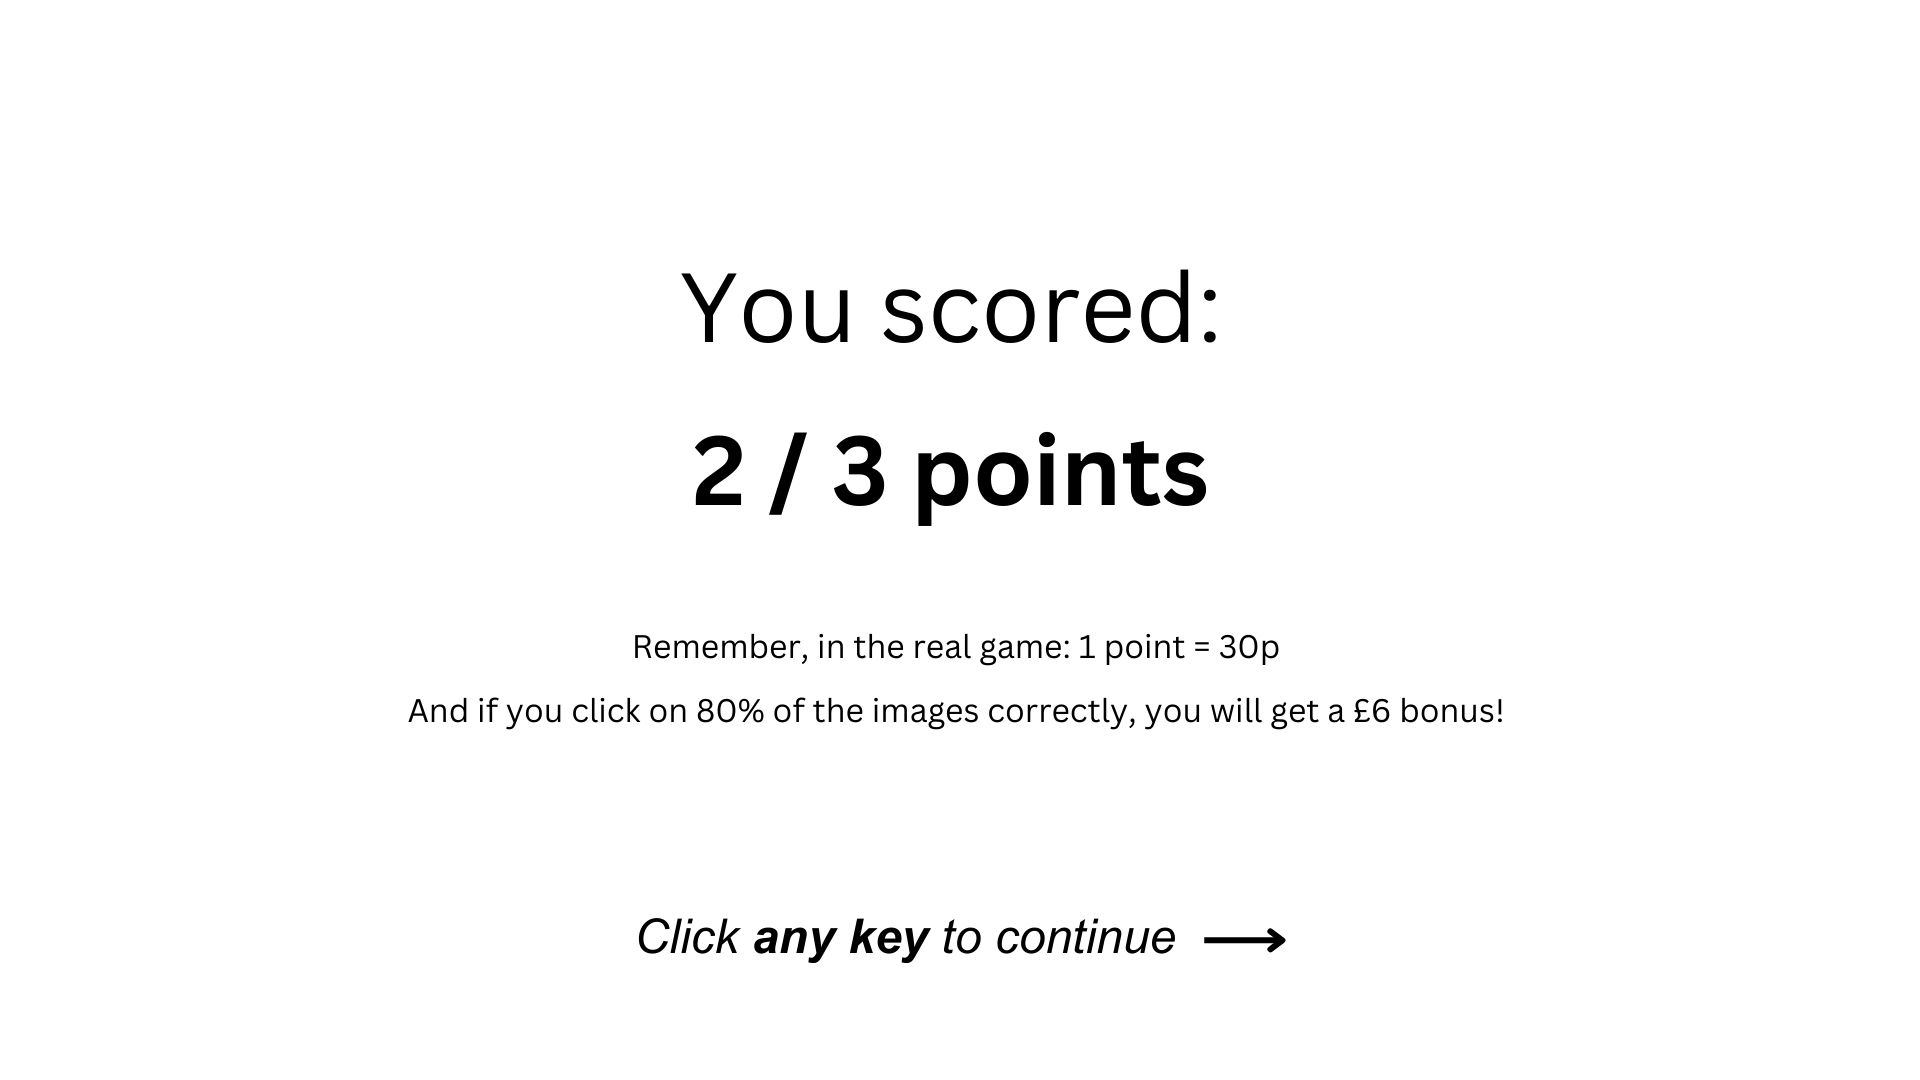 You scored:
2 / 3 points
Remember, in the real game: 1 point = 30p
And if you click on 80% of the images correctly, you will get a £6 bonus!
Click any key to continue